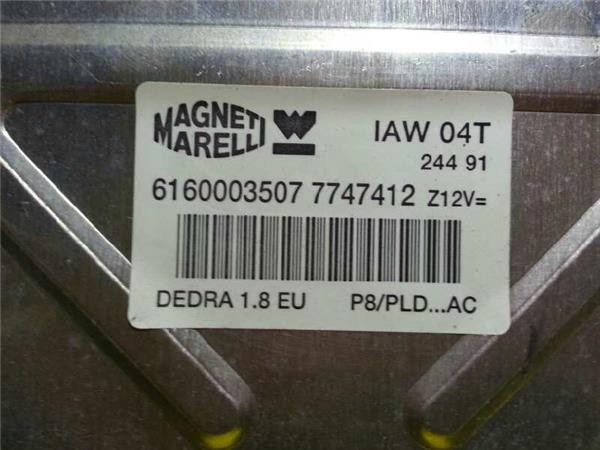 MAGNETI
MARELLI
IAW 04T
244 91
6160003507 7747412 Z12V=
DEDRA 1.8 EU P8/PLD...AC